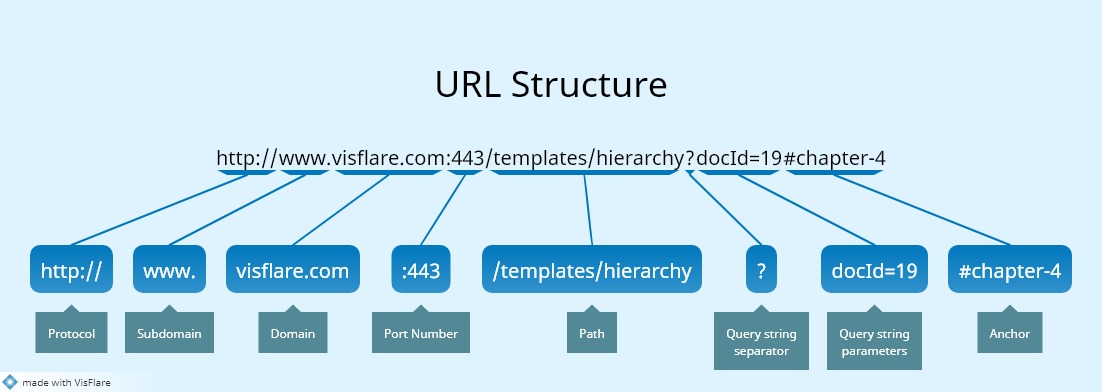 URL Structure
http://www.visflare.com:443/templates/hierarchy?docId=19#chapter-4
http://
www.
visflare.com
:443
/templates/hierarchy
?
docId=19
#chapter-4
Protocol
Subdomain
Domain
Port Number
Path
Query string
separator
Query string
parameters
Anchor
made with VisFlare